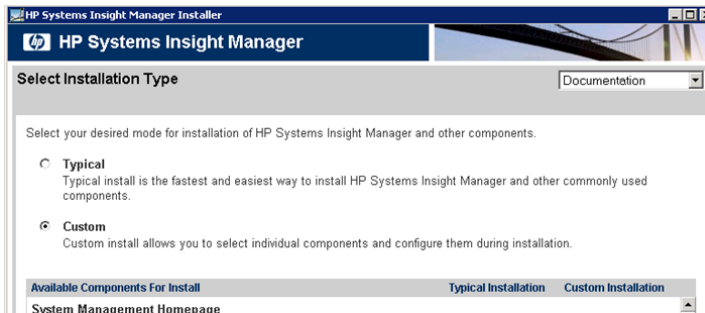 HP Systems Insight Manager Installer
hp HP Systems Insight Manager
Select Installation Type
Documentation
Select your desired mode for installation of HP Systems Insight Manager and other components.
Typical
Typical install is the fastest and easiest way to install HP Systems Insight Manager and other commonly used
components.
Custom
Custom install allows you to select individual components and configure them during installation.
Available Components For Install Typical Installation Custom Installation
System Management Homepage